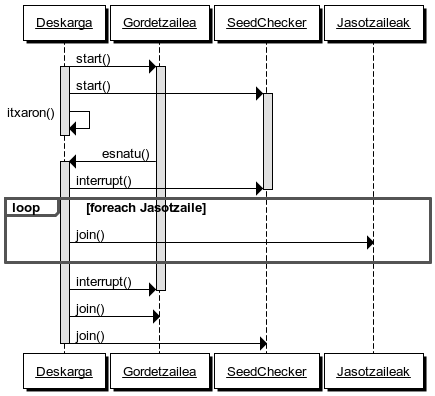 Deskarga Gordetzailea SeedChecker Jasotzaileak
start()
start()
itxaron()
esnatu()
interrupt()
loop [foreach Jasotzaile]
join()
interrupt()
join()
join()
Deskarga Gordetzailea SeedChecker Jasotzaileak